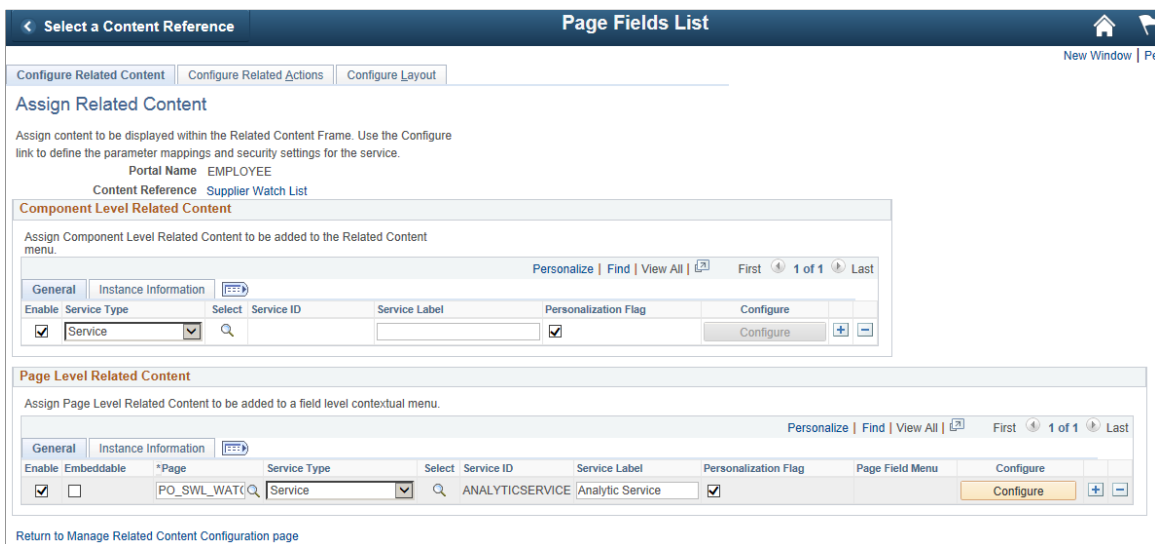 Select a Content Reference
Page Fields List
New Window |
Configure Related Content
Configure Related Actions
Configure Layout
Assign Related Content
Assign content to be displayed within the Related Content Frame. Use the Configure
link to define the parameter mappings and security settings for the service.
Portal Name EMPLOYEE
Content Reference Supplier Watch List
Component Level Related Content
Assign Component Level Related Content to be added to the Related Content
menu.
Personalize | Find | View All | First 1 of 1 Last
General Instance Information
Enable Service Type Select Service ID Service Label Personalization Flag Configure
Service Configure
Page Level Related Content
Assign Page Level Related Content to be added to a field level contextual menu.
Personalize | Find | View All | First 1 of 1 Last
General Instance Information
Enable Embeddable *Page Service Type Select Service ID Service Label Personalization Flag Page Field Menu Configure
Service ANALYTICSERVICE Analytic Service Configure
Return to Manage Related Content Configuration page